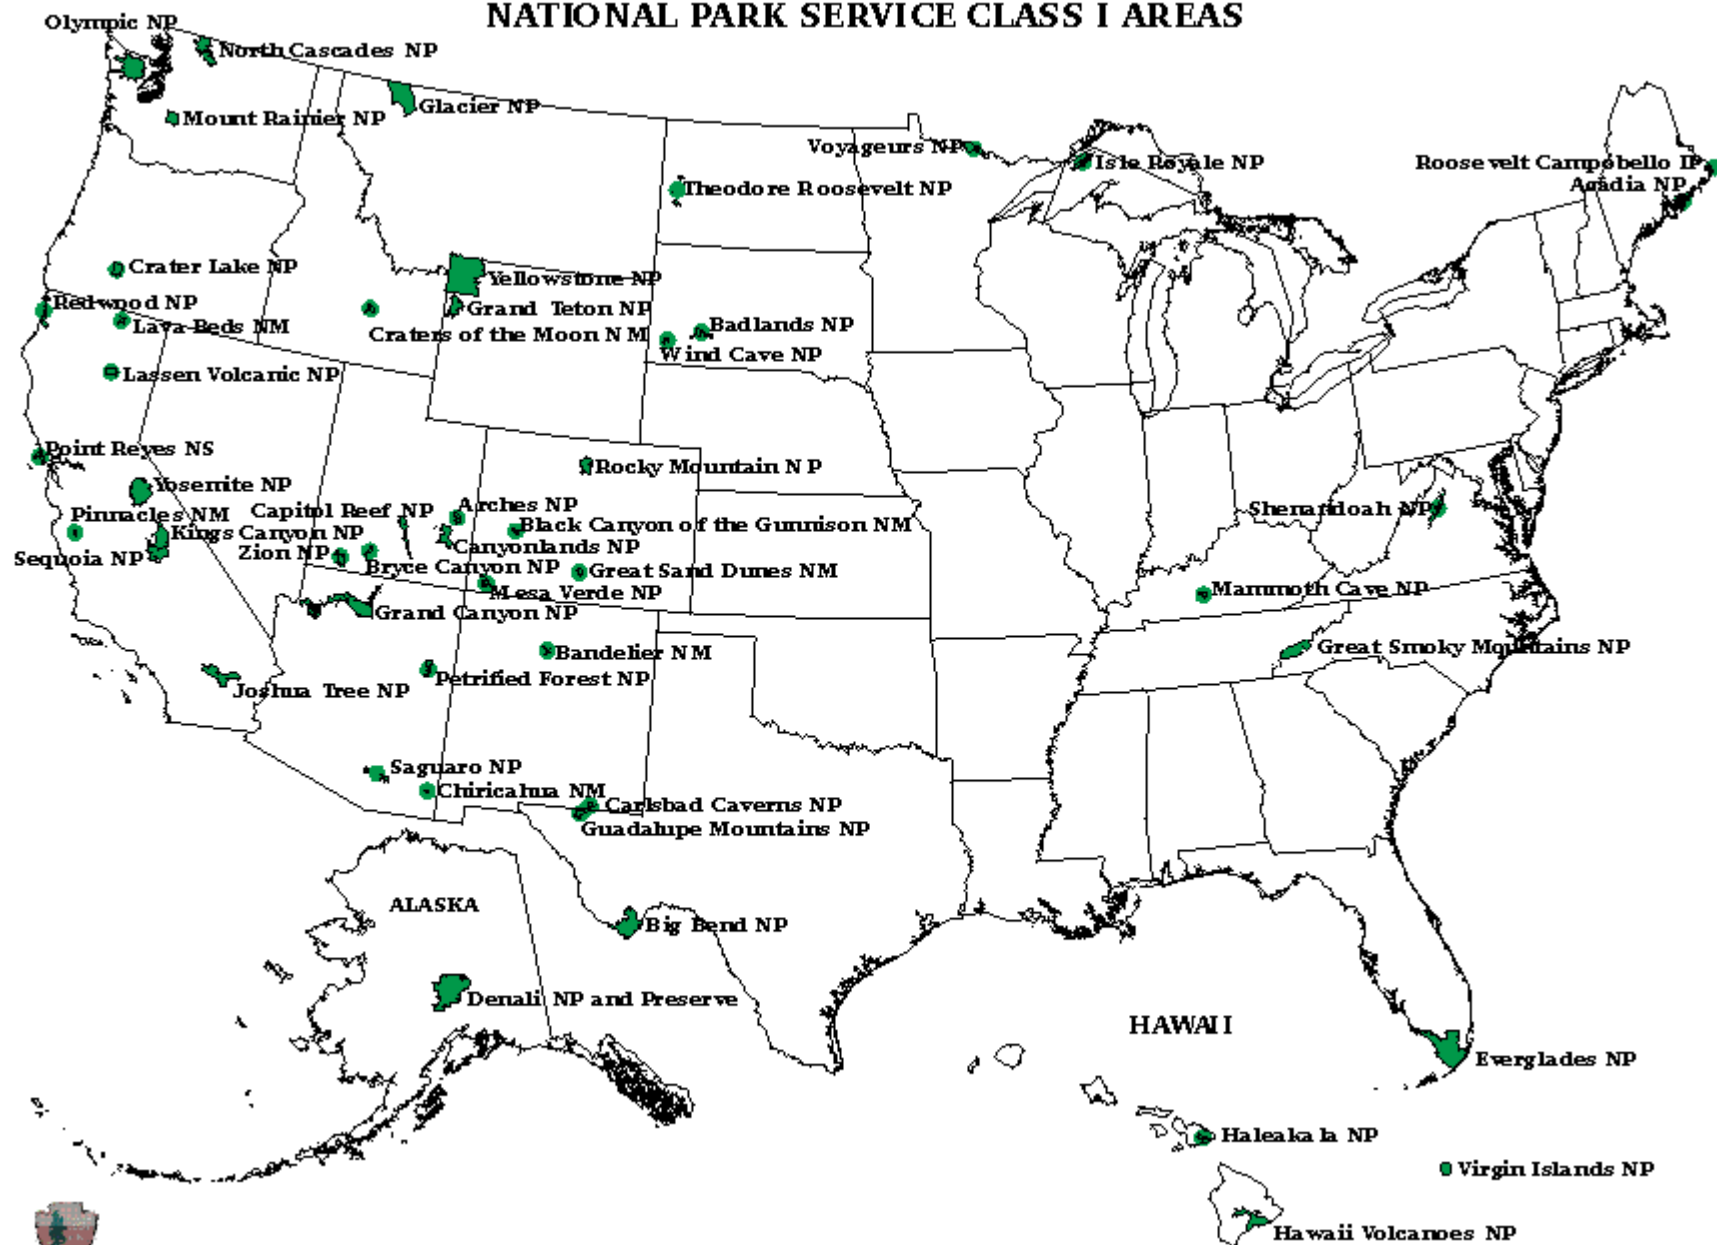 NATIONAL PARK SERVICE CLASS I AREAS
Olympic NP
North Cascades NP
Glacier NP
Mount Rainier NP
Voyageurs NP
Isle Royale NP
Roosevelt Campobello IP
Acadia NP
Theodore Roosevelt NP
Crater Lake NP
Yellowstone NP
Redwood NP
Grand Teton NP
Lava Beds NM
Craters of the Moon NM
Badlands NP
Wind Cave NP
Lassen Volcanic NP
Point Reyes NS
Rocky Mountain NP
Yosemite NP
Pinnacles NM
Capitol Reef NP
Arches NP
Shenandoah NP
Kings Canyon NP
Black Canyon of the Gunnison NM
Sequoia NP
Zion NP
Canyonlands NP
Bryce Canyon NP
Great Sand Dunes NM
Mesa Verde NP
Mammoth Cave NP
Grand Canyon NP
Great Smoky Mountains NP
Bandelier NM
Joshua Tree NP
Petrified Forest NP
Saguaro NP
Chiricahua NM
Carlsbad Caverns NP
Guadalupe Mountains NP
ALASKA
Big Bend NP
Denali NP and Preserve
HAWAII
Everglades NP
Haleakala NP
Virgin Islands NP
Hawaii Volcanoes NP